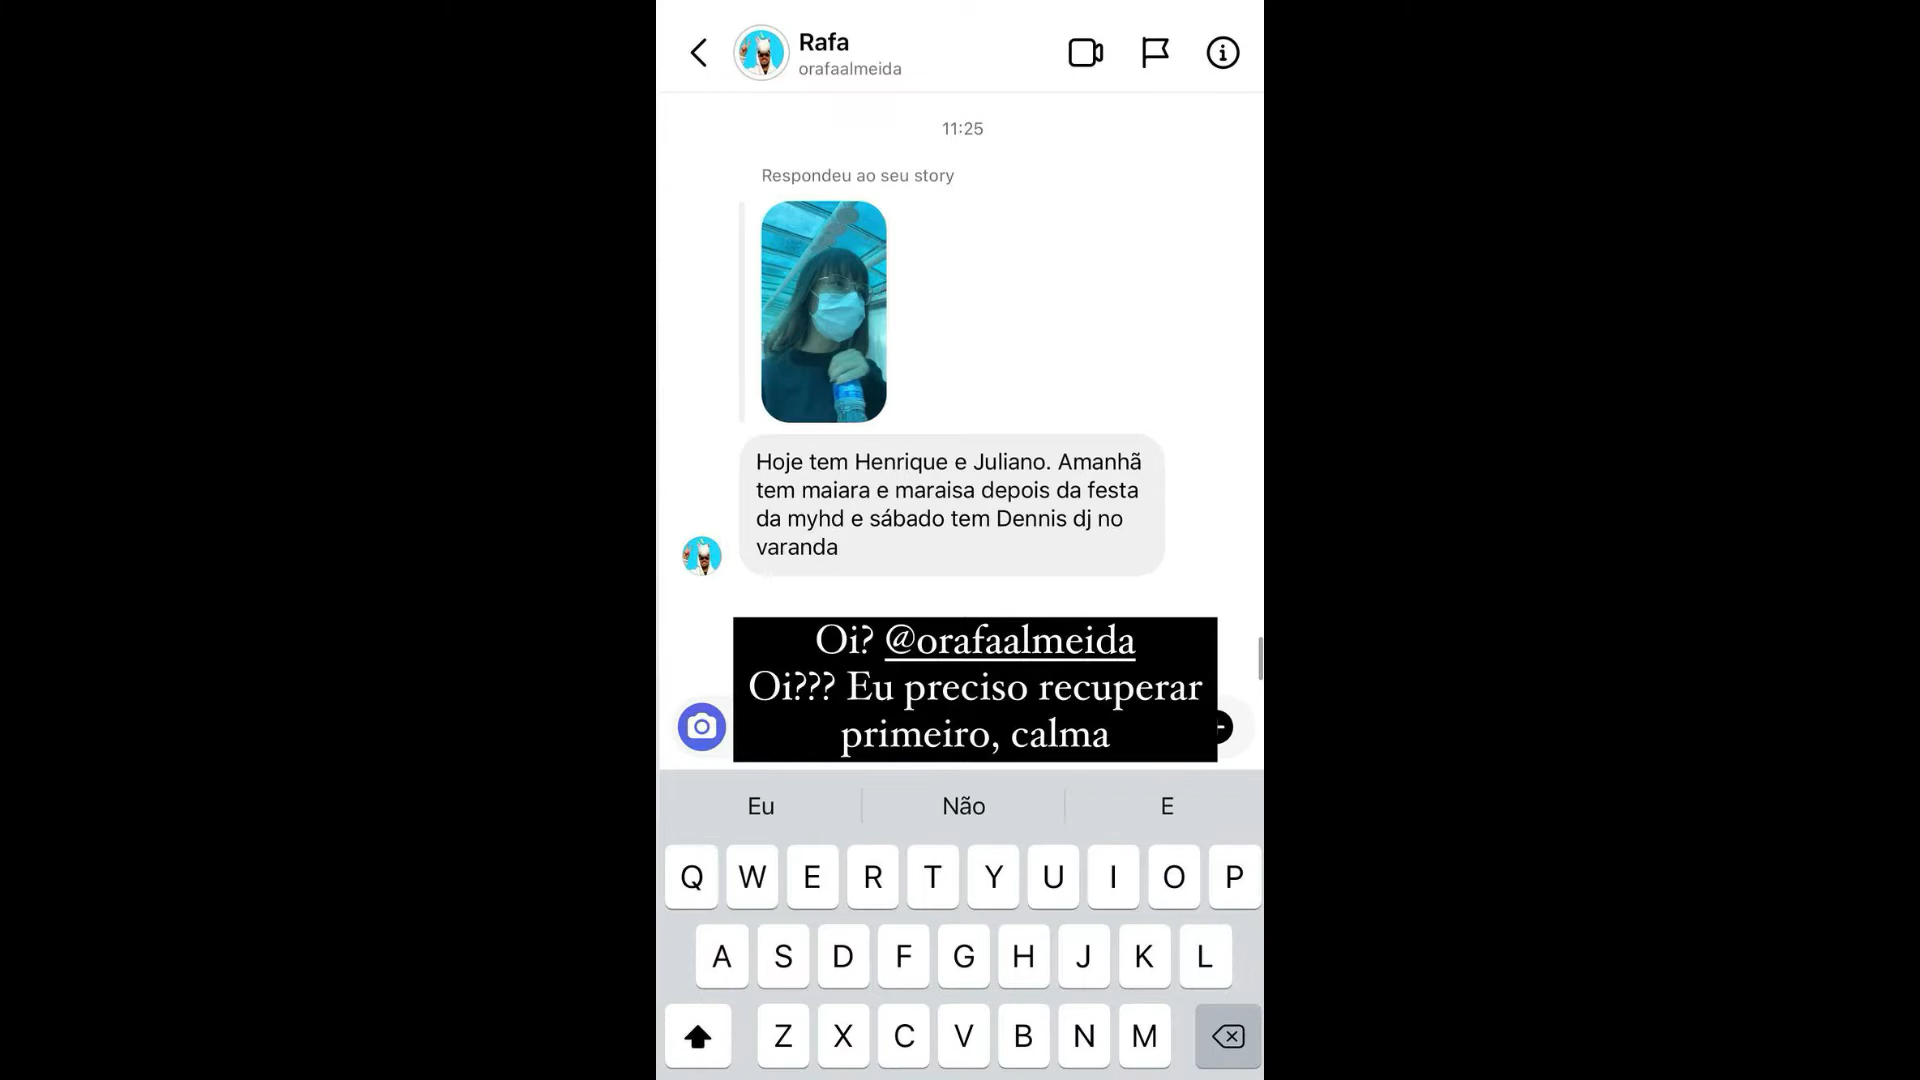 Rafa
orafaalmeida
11:25
Respondeu ao seu story
Hoje tem Henrique e Juliano. Amanhã
tem maiara e maraisa depois da festa
da myhd e sábado tem Dennis dj no
varanda
Oi? @orafaalmeida
Oi??? Eu preciso recuperar
primeiro, calma
Eu Não E
Q W E R T Y U I O P
A S D F G H J K L
Z X C V B N M